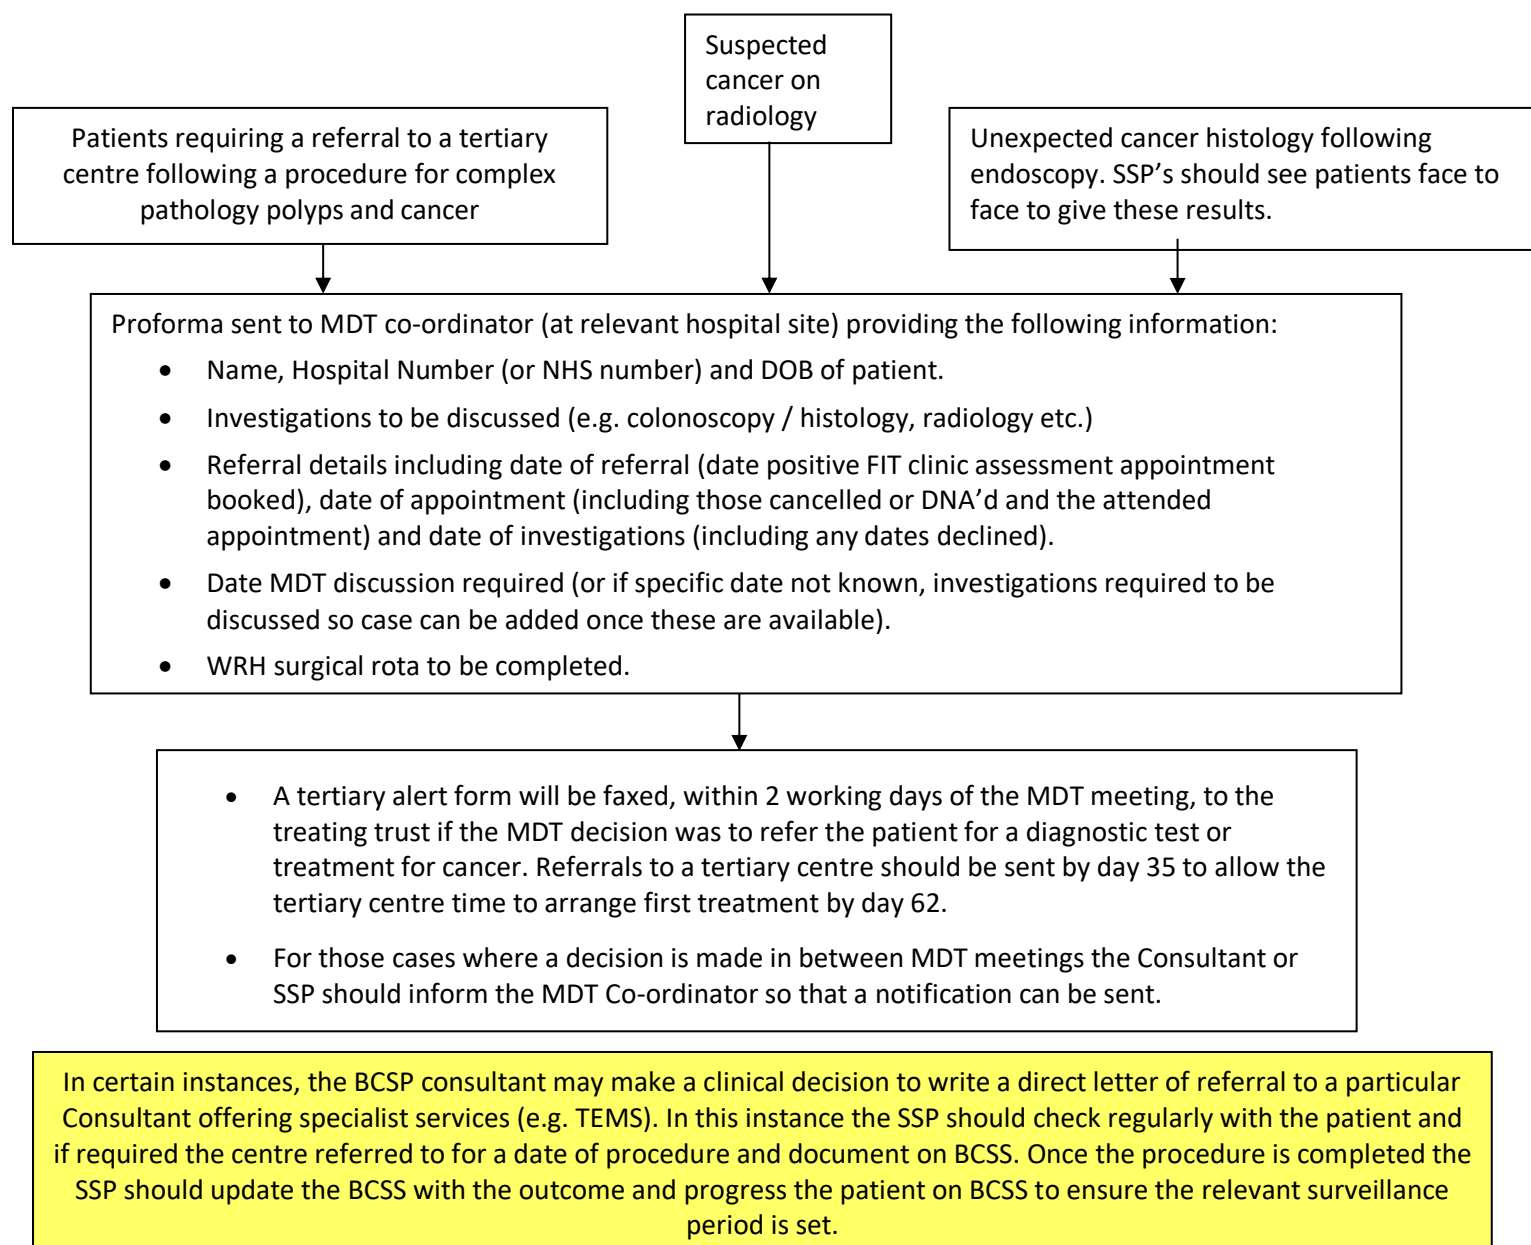 Suspected
cancer on
radiology
Patients requiring a referral to a tertiary
centre following a procedure for complex
pathology polyps and cancer
Unexpected cancer histology following
endoscopy. SSP’s should see patients face to
face to give these results.
Proforma sent to MDT co-ordinator (at relevant hospital site) providing the following information:
• Name, Hospital Number (or NHS number) and DOB of patient.
• Investigations to be discussed (e.g. colonoscopy / histology, radiology etc.)
• Referral details including date of referral (date positive FIT clinic assessment appointment
booked), date of appointment (including those cancelled or DNA’d and the attended
appointment) and date of investigations (including any dates declined).
• Date MDT discussion required (or if specific date not known, investigations required to be
discussed so case can be added once these are available).
• WRH surgical rota to be completed.
• A tertiary alert form will be faxed, within 2 working days of the MDT meeting, to the
treating trust if the MDT decision was to refer the patient for a diagnostic test or
treatment for cancer. Referrals to a tertiary centre should be sent by day 35 to allow the
tertiary centre time to arrange first treatment by day 62.
• For those cases where a decision is made in between MDT meetings the Consultant or
SSP should inform the MDT Co-ordinator so that a notification can be sent.
In certain instances, the BCSP consultant may make a clinical decision to write a direct letter of referral to a particular
Consultant offering specialist services (e.g. TEMS). In this instance the SSP should check regularly with the patient and
if required the centre referred to for a date of procedure and document on BCSS. Once the procedure is completed the
SSP should update the BCSS with the outcome and progress the patient on BCSS to ensure the relevant surveillance
period is set.